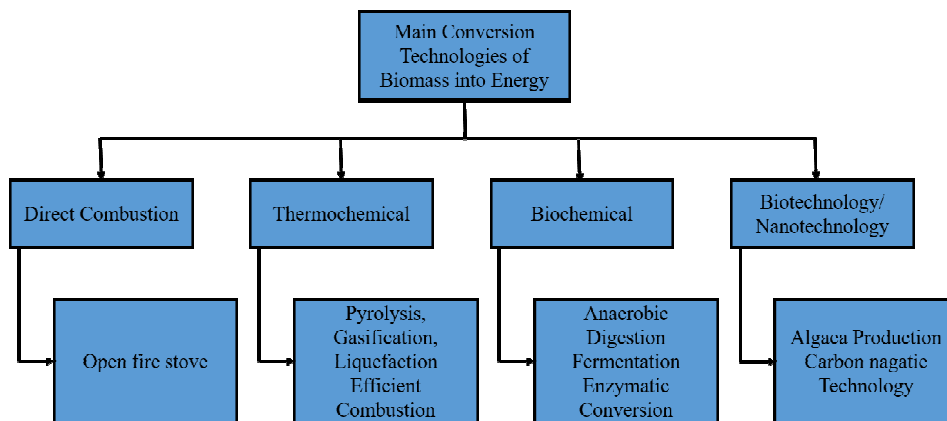 Main Conversion
Technologies of
Biomass into Energy
Direct Combustion
Thermochemical
Biochemical
Biotechnology/
Nanotechnology
Open fire stove
Pyrolysis,
Gasification,
Liquefaction
Efficient
Combustion
Anaerobic
Digestion
Fermentation
Enzymatic
Conversion
Algaea Production
Carbon nagatic
Technology